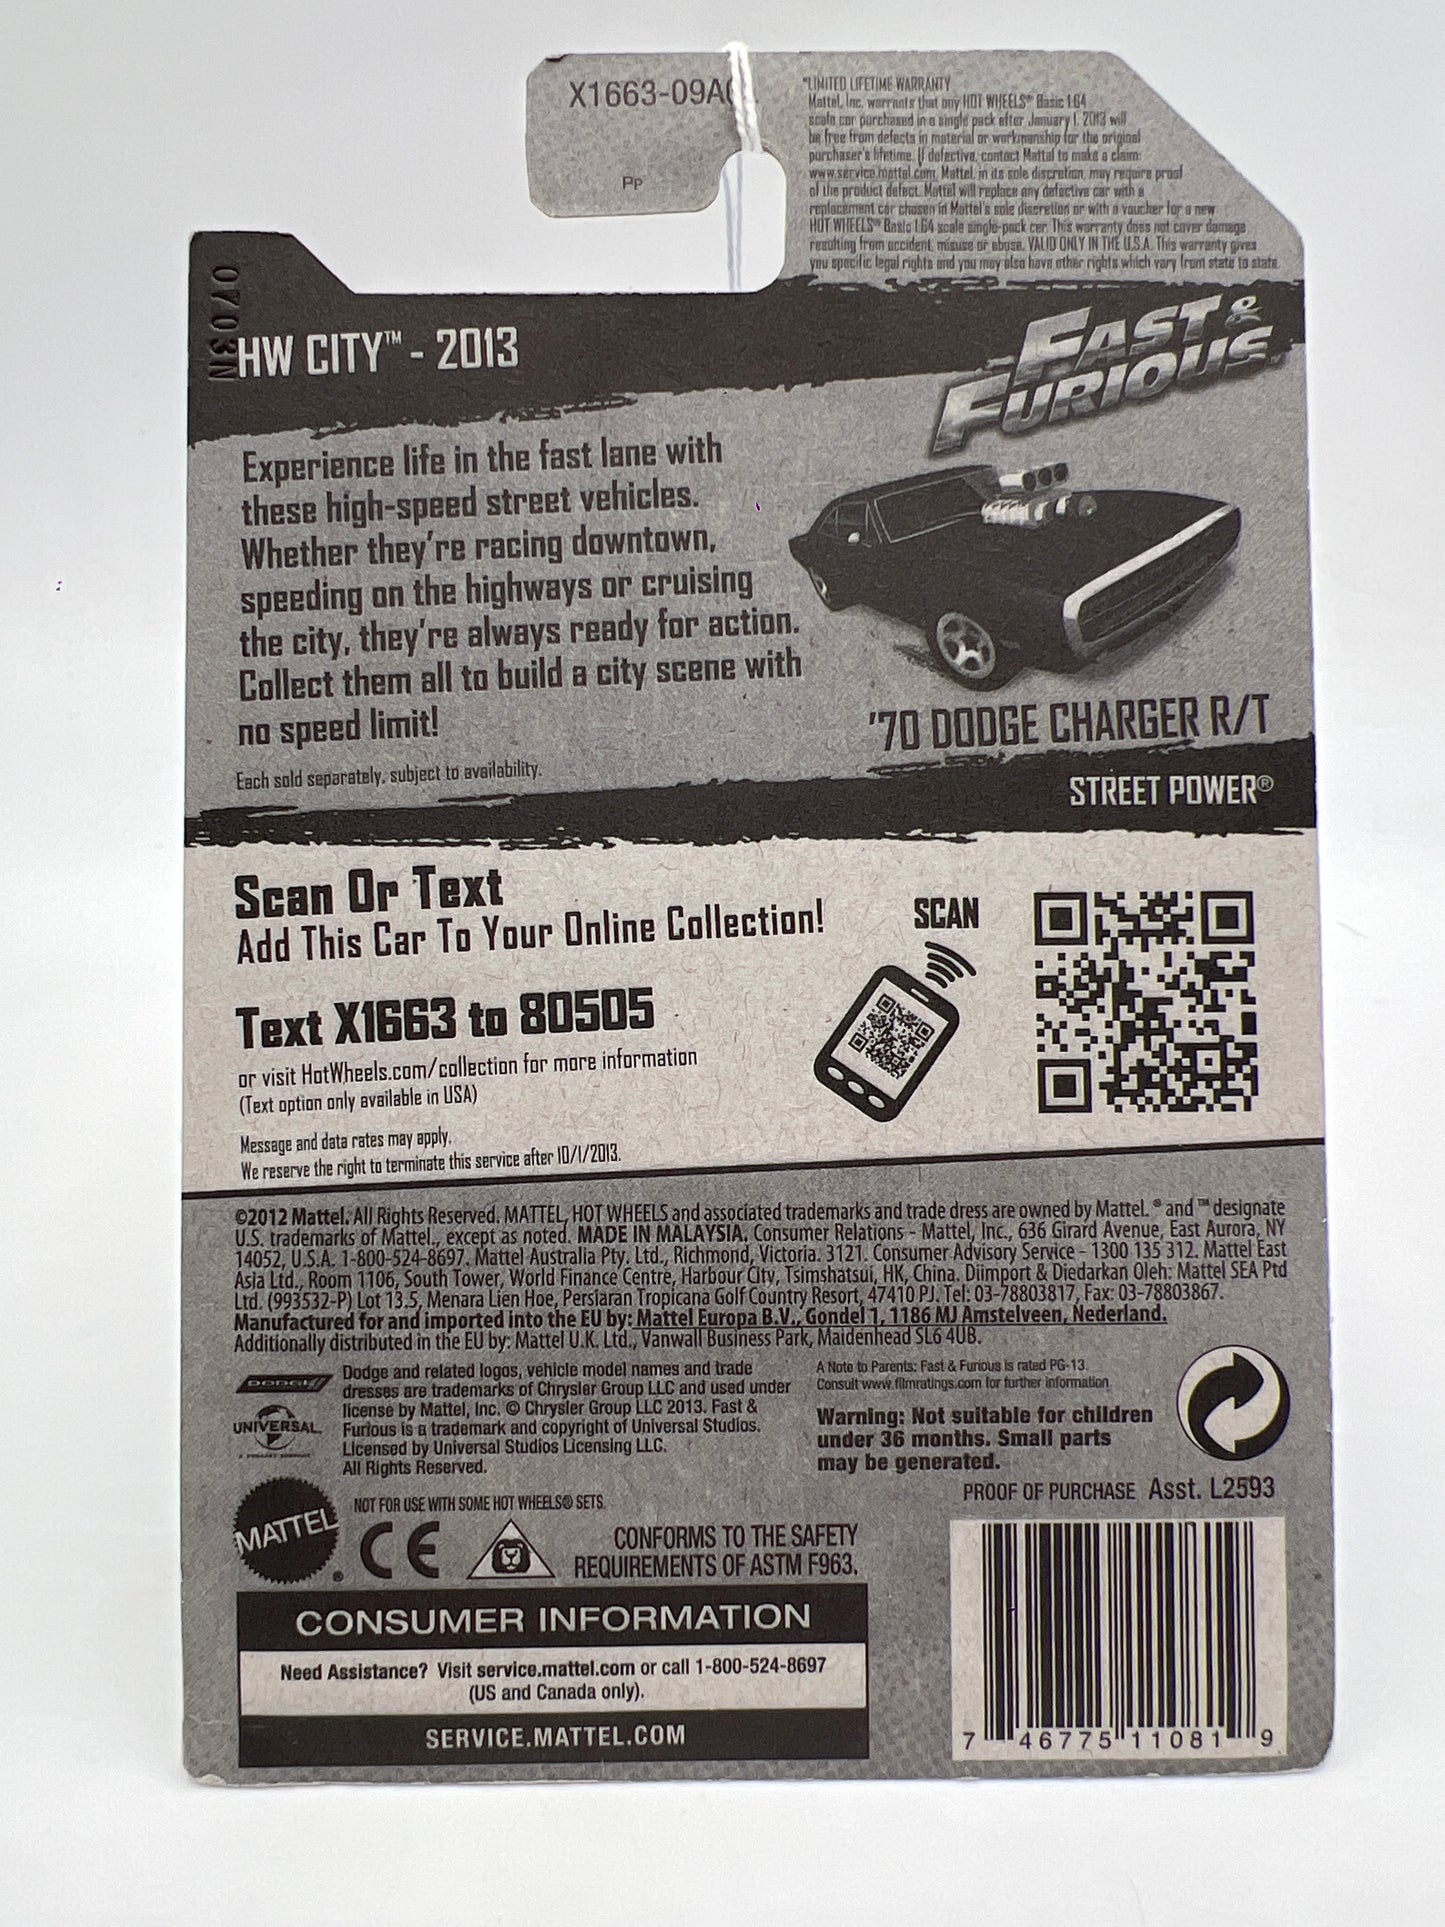 X1663-09A0
Pp
*LIMITED LIFETIME WARRANTY
Mattel, Inc. warrants that any HOT WHEELS® Basic 1:64
scale car purchased in a single pack after January 1, 2013 will
be free from defects in material or workmanship for the original
purchaser's lifetime. If defective, contact Mattel to make a claim:
www.service.mattel.com. Mattel, in its sole discretion, may require proof
of the product defect. Mattel will replace any defective car with a
replacement car chosen in Mattel's sole discretion or with a voucher for a new
HOT WHEELS® Basic 1:64 scale single-pack car. This warranty does not cover damage
resulting from accident, misuse or abuse. VALID ONLY IN THE U.S.A. This warranty gives
you specific legal rights and you may also have other rights which vary from state to state.
0703N
HW CITY™ - 2013
FAST &
FURIOUS
Experience life in the fast lane with
these high-speed street vehicles.
Whether they're racing downtown,
speeding on the highways or cruising
the city, they're always ready for action.
Collect them all to build a city scene with
no speed limit!
Each sold separately, subject to availability.
'70 DODGE CHARGER R/T
STREET POWER®
Scan Or Text
Add This Car To Your Online Collection!
SCAN
Text X1663 to 80505
or visit HotWheels.com/collection for more information
(Text option only available in USA)
Message and data rates may apply.
We reserve the right to terminate this service after 10/1/2013.
©2012 Mattel. All Rights Reserved. MATTEL, HOT WHEELS and associated trademarks and trade dress are owned by Mattel. ® and ™ designate
U.S. trademarks of Mattel., except as noted. MADE IN MALAYSIA. Consumer Relations - Mattel, Inc., 636 Girard Avenue, East Aurora, NY
14052, U.S.A. 1-800-524-8697. Mattel Australia Pty. Ltd., Richmond, Victoria. 3121. Consumer Advisory Service - 1300 135 312. Mattel East
Asia Ltd., Room 1106, South Tower, World Finance Centre, Harbour City, Tsimshatsui, HK, China. Diimport & Diedarkan Oleh: Mattel SEA Ptd
Ltd. (993532-P) Lot 13.5, Menara Lien Hoe, Persiaran Tropicana Golf Country Resort, 47410 PJ. Tel: 03-78803817, Fax: 03-78803867.
Manufactured for and imported into the EU by: Mattel Europa B.V., Gondel 1, 1186 MJ Amstelveen, Nederland.
Additionally distributed in the EU by: Mattel U.K. Ltd., Vanwall Business Park, Maidenhead SL6 4UB.
DODGE
UNIVERSAL
Dodge and related logos, vehicle model names and trade
dresses are trademarks of Chrysler Group LLC and used under
license by Mattel, Inc. © Chrysler Group LLC 2013. Fast &
Furious is a trademark and copyright of Universal Studios.
Licensed by Universal Studios Licensing LLC.
All Rights Reserved.
A Note to Parents: Fast & Furious is rated PG-13.
Consult www.filmratings.com for further information.
Warning: Not suitable for children
under 36 months. Small parts
may be generated.
PROOF OF PURCHASE Asst. L2593
MATTEL®
NOT FOR USE WITH SOME HOT WHEELS® SETS.
CE
CONFORMS TO THE SAFETY
REQUIREMENTS OF ASTM F963.
CONSUMER INFORMATION
Need Assistance? Visit service.mattel.com or call 1-800-524-8697
(US and Canada only).
SERVICE.MATTEL.COM
7 46775 11081 9